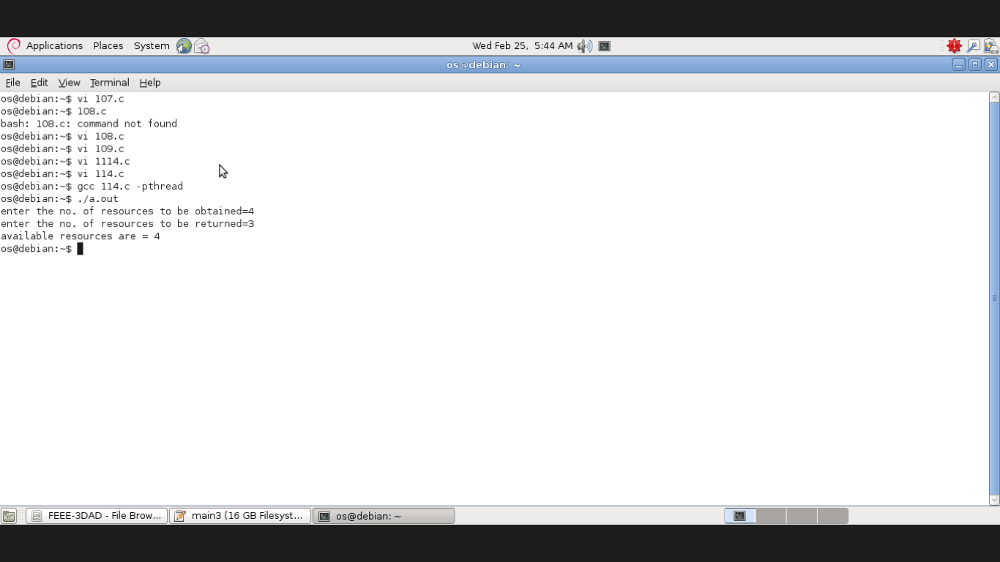 Applications Places System Wed Feb 25, 5:44 AM
os@debian: ~
File Edit View Terminal Help
os@debian:~$ vi 107.c
os@debian:~$ 108.c
bash: 108.c: command not found
os@debian:~$ vi 108.c
os@debian:~$ vi 109.c
os@debian:~$ vi 1114.c
os@debian:~$ vi 114.c
os@debian:~$ gcc 114.c -pthread
os@debian:~$ ./a.out
enter the no. of resources to be obtained=4
enter the no. of resources to be returned=3
available resources are = 4
os@debian:~$
FEEE-3DAD - File Brow... main3 (16 GB Filesyst... os@debian: ~